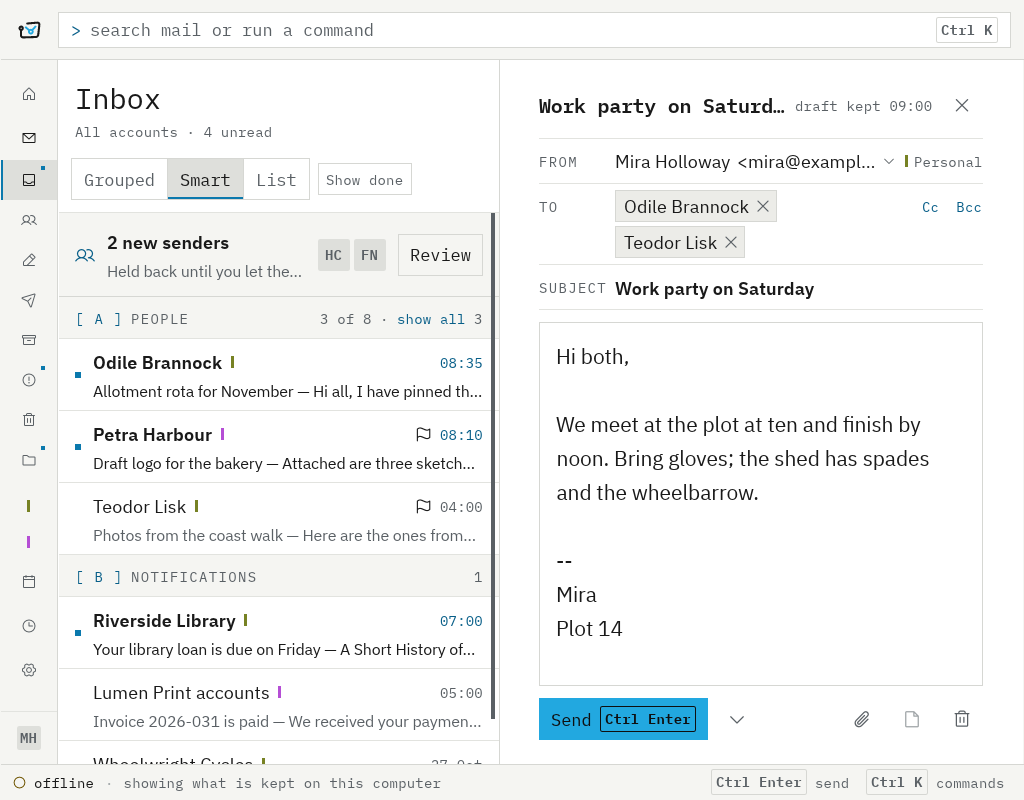 > search mail or run a command Ctrl K
Inbox
All accounts · 4 unread
Grouped Smart List Show done
2 new senders
Held back until you let the...
HC FN Review
[ A ] PEOPLE 3 of 8 · show all 3
Odile Brannock 08:35
Allotment rota for November — Hi all, I have pinned th...
Petra Harbour 08:10
Draft logo for the bakery — Attached are three sketch...
Teodor Lisk 04:00
Photos from the coast walk — Here are the ones from...
[ B ] NOTIFICATIONS 1
Riverside Library 07:00
Your library loan is due on Friday — A Short History of...
Lumen Print accounts 05:00
Invoice 2026-031 is paid — We received your paymen...
Wheelwright Cycles 27 Oct
MH
Work party on Saturd... draft kept 09:00
FROM Mira Holloway <mira@exampl... Personal
TO Odile Brannock Cc Bcc
Teodor Lisk
SUBJECT Work party on Saturday
Hi both,
We meet at the plot at ten and finish by
noon. Bring gloves; the shed has spades
and the wheelbarrow.
--
Mira
Plot 14
Send Ctrl Enter
offline · showing what is kept on this computer
Ctrl Enter send Ctrl K commands